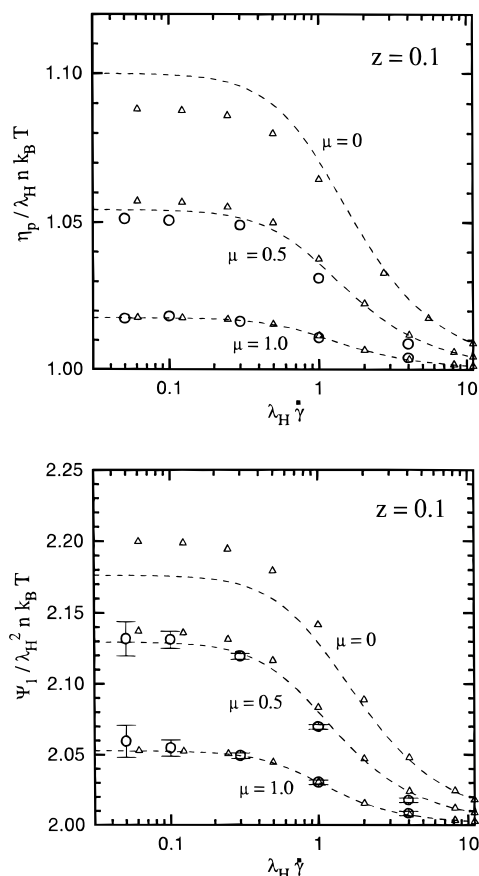 z = 0.1
1.10
μ = 0
η_p / λ_H n k_B T
1.05
μ = 0.5
μ = 1.0
1.00
0.1
1
10
λ_H γ̇
2.25
z = 0.1
2.20
2.15
μ = 0
Ψ_1 / λ_H^2 n k_B T
2.10
μ = 0.5
2.05
μ = 1.0
2.00
0.1
1
10
λ_H γ̇